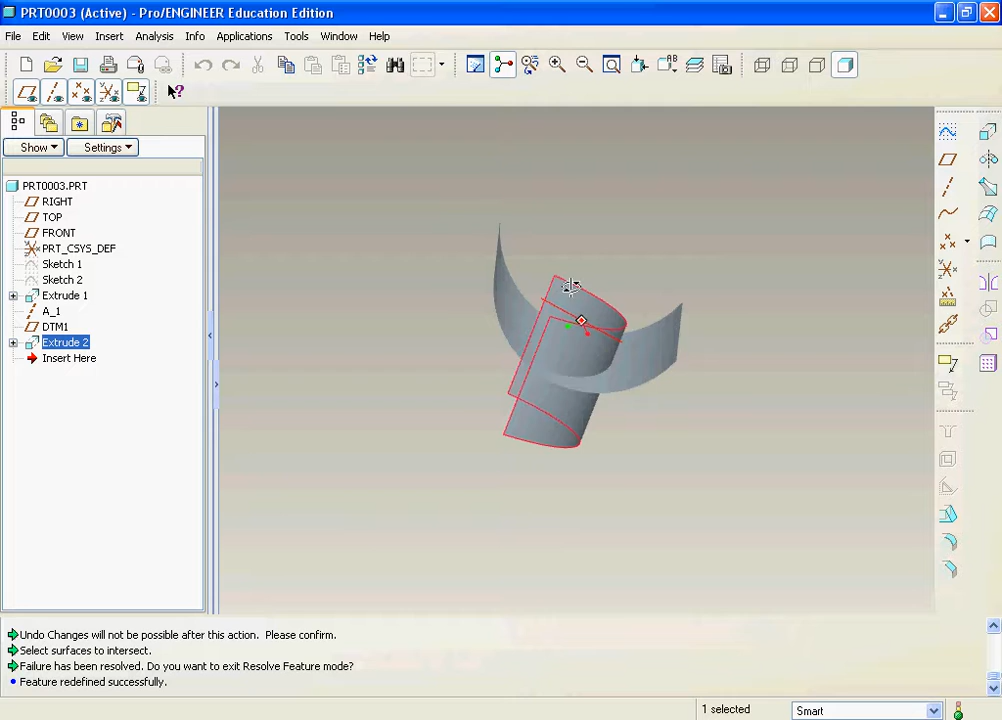 PRT0003 (Active) - Pro/ENGINEER Education Edition
File Edit View Insert Analysis Info Applications Tools Window Help
Show Settings
PRT0003.PRT
RIGHT
TOP
FRONT
PRT_CSYS_DEF
Sketch 1
Sketch 2
Extrude 1
A_1
DTM1
Extrude 2
Insert Here
Undo Changes will not be possible after this action. Please confirm.
Select surfaces to intersect.
Failure has been resolved. Do you want to exit Resolve Feature mode?
Feature redefined successfully.
1 selected
Smart